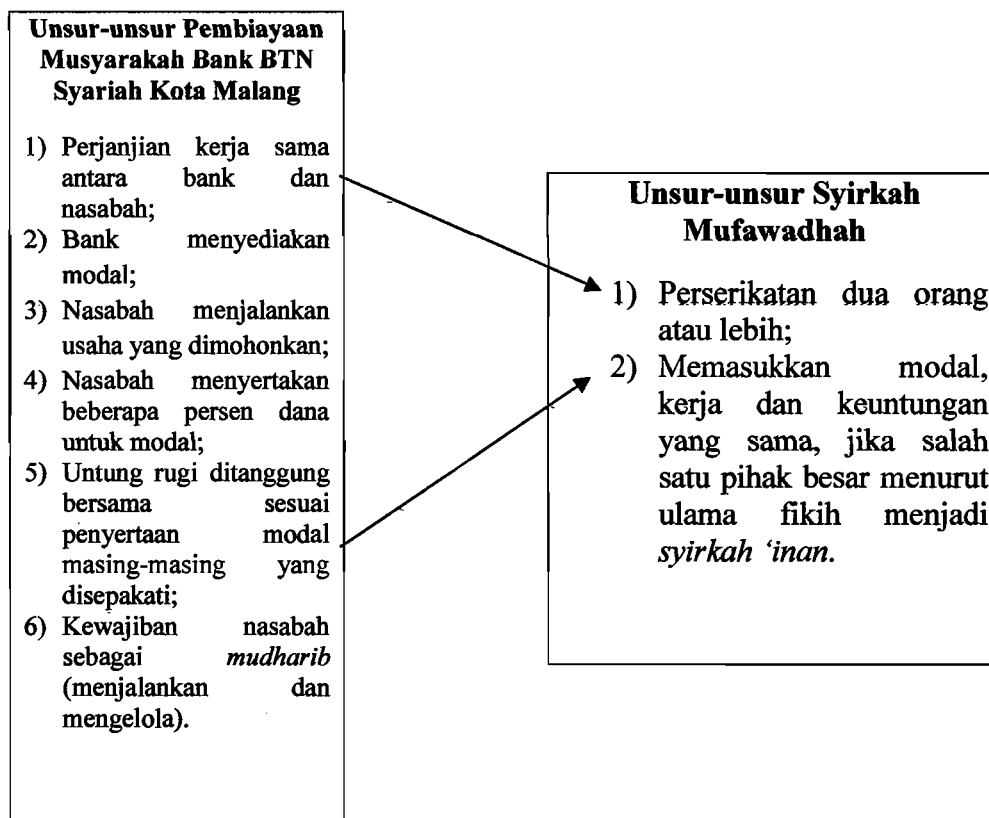 Unsur-unsur Pembiayaan
Musyarakah Bank BTN
Syariah Kota Malang
1) Perjanjian kerja sama
antara bank dan
nasabah;
2) Bank menyediakan
modal;
3) Nasabah menjalankan
usaha yang dimohonkan;
4) Nasabah menyertakan
beberapa persen dana
untuk modal;
5) Untung rugi ditanggung
bersama sesuai
penyertaan modal
masing-masing yang
disepakati;
6) Kewajiban nasabah
sebagai mudharib
(menjalankan dan
mengelola).
Unsur-unsur Syirkah
Mufawadhah
1) Perserikatan dua orang
atau lebih;
2) Memasukkan modal,
kerja dan keuntungan
yang sama, jika salah
satu pihak besar menurut
ulama fikih menjadi
syirkah ‘inan.